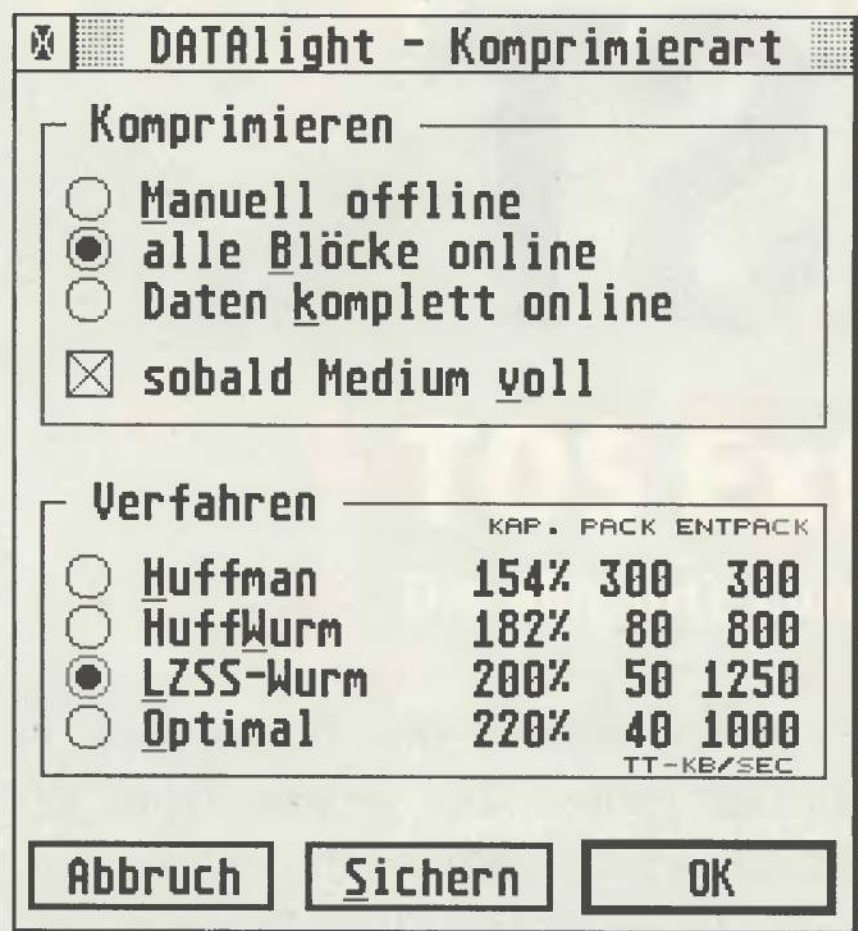 DATAlight - Komprimierart
Komprimieren
Manuell offline
alle Blöcke online
Daten komplett online
sobald Medium voll
Verfahren
KAP. PACK ENTPACK
Huffman 154% 300 300
HuffWurm 182% 80 800
LZSS-Wurm 200% 50 1250
Optimal 220% 40 1000
TT-KB/SEC
Abbruch Sichern OK